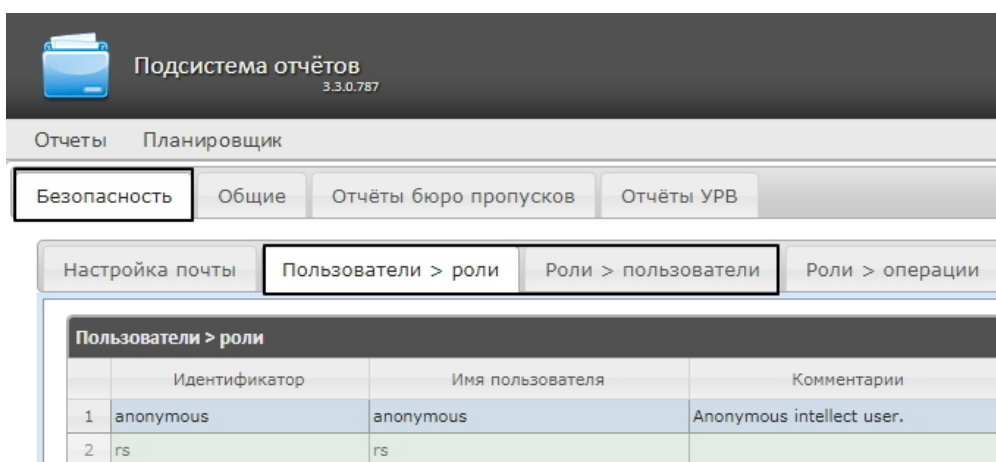 Подсистема отчётов
3.3.0.787
Отчеты Планировщик
Безопасность Общие Отчёты бюро пропусков Отчёты УРВ
Настройка почты Пользователи > роли Роли > пользователи Роли > операции
Пользователи > роли
Идентификатор Имя пользователя Комментарии
1 anonymous anonymous Anonymous intellect user.
2 rs rs